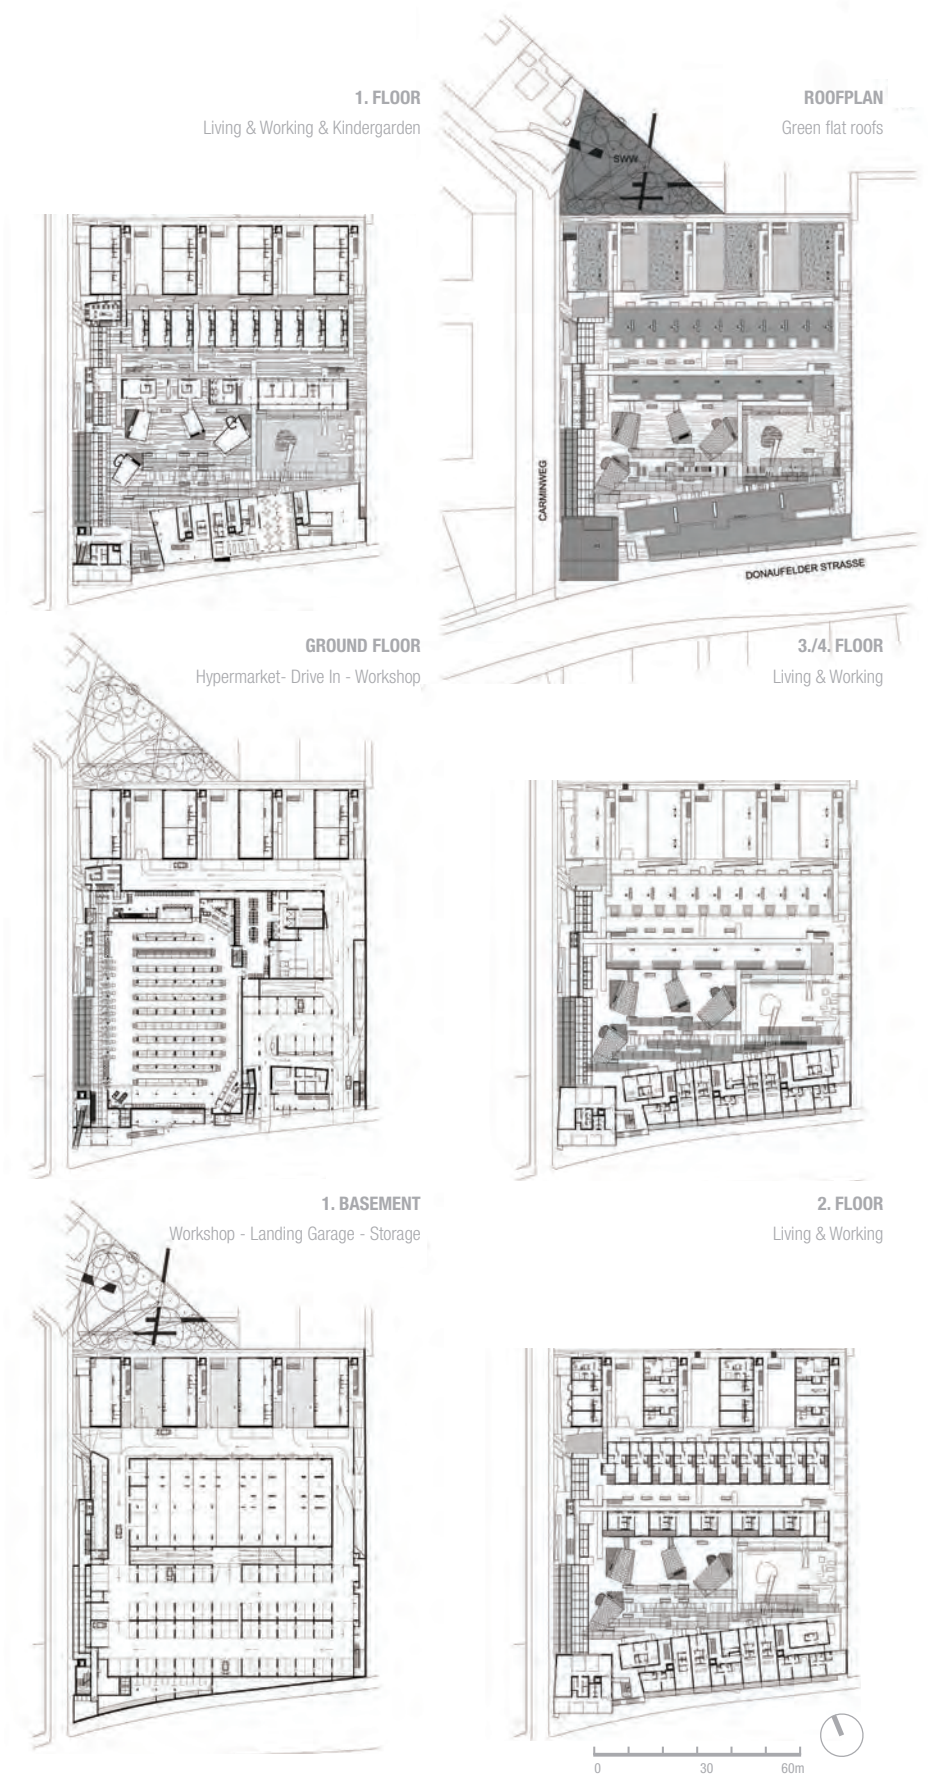 1. FLOOR
Living & Working & Kindergarden
ROOFPLAN
Green flat roofs
SWW
CARMINWEG
DONAUFELDER STRASSE
GROUND FLOOR
Hypermarket- Drive In - Workshop
3./4. FLOOR
Living & Working
1. BASEMENT
Workshop - Landing Garage - Storage
2. FLOOR
Living & Working
0 30 60m